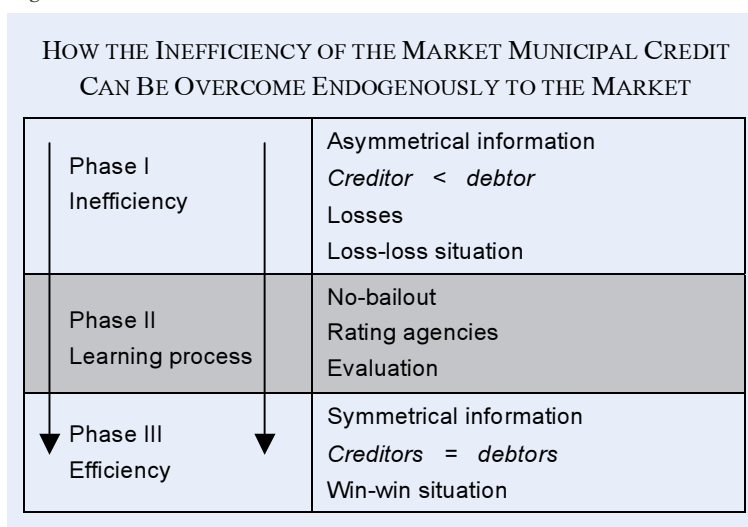 HOW THE INEFFICIENCY OF THE MARKET MUNICIPAL CREDIT
CAN BE OVERCOME ENDOGENOUSLY TO THE MARKET
Phase I
Inefficiency
Asymmetrical information
Creditor < debtor
Losses
Loss-loss situation
Phase II
Learning process
No-bailout
Rating agencies
Evaluation
Phase III
Efficiency
Symmetrical information
Creditors = debtors
Win-win situation